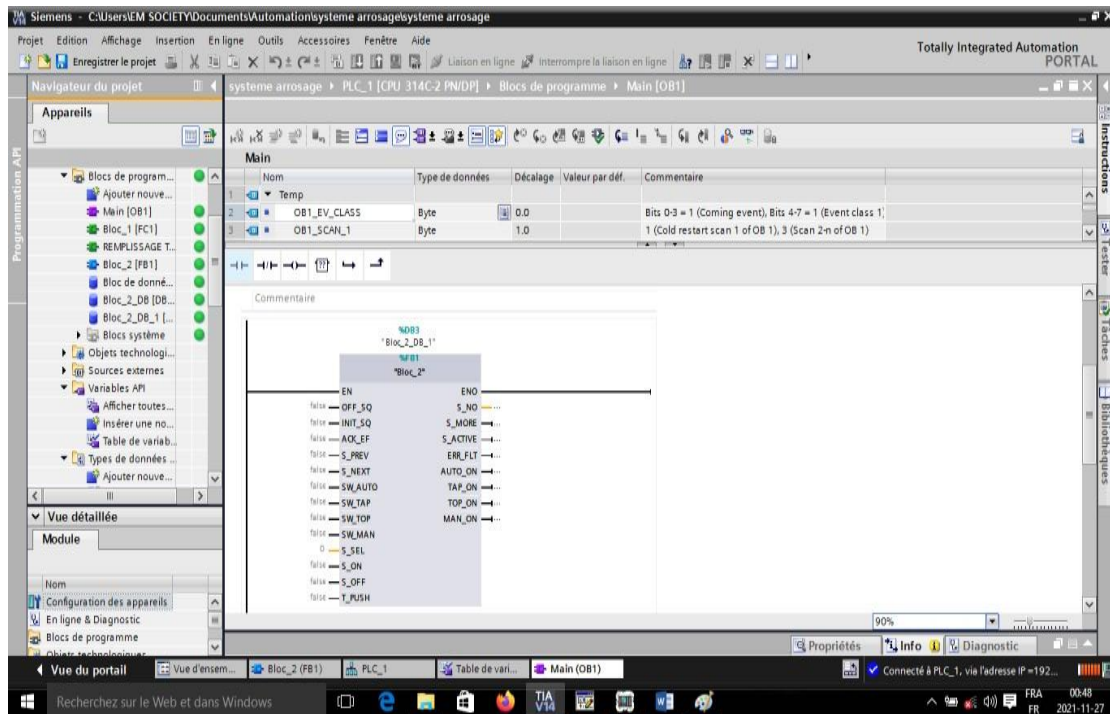 Siemens - C:\Users\EM SOCIETY\Documents\Automation\systeme arrosage\systeme arrosage
Projet Edition Affichage Insertion En ligne Outils Accessoires Fenêtre Aide
Totally Integrated Automation
PORTAL
Enregistrer le projet
Liaison en ligne
Interrompre la liaison en ligne
Navigateur du projet
systeme arrosage PLC_1 [CPU 314C-2 PN/DP] Blocs de programme Main [OB1]
Appareils
Programmation API
Blocs de program...
Ajouter nouve...
Main [OB1]
Bloc_1 [FC1]
REMPLISSAGE T...
Bloc_2 [FB1]
Bloc de donné...
Bloc_2_DB [DB...
Bloc_2_DB_1 [...
Blocs système
Objets technologi...
Sources externes
Variables API
Afficher toutes...
Insérer une no...
Table de variab...
Types de données ...
Ajouter nouve...
Vue détaillée
Module
Nom
Configuration des appareils
En ligne & Diagnostic
Blocs de programme
Objets technologiques
Main
Nom Type de données Décalage Valeur par déf. Commentaire
1 Temp
2 OB1_EV_CLASS Byte 0.0 Bits 0-3 = 1 (Coming event), Bits 4-7 = 1 (Event class 1)
3 OB1_SCAN_1 Byte 1.0 1 (Cold restart scan 1 of OB 1), 3 (Scan 2-n of OB 1)
Commentaire
%DB3
"Bloc_2_DB_1"
%FB1
"Bloc_2"
EN ENO
false OFF_SQ S_NO ...
false INIT_SQ S_MORE ...
false ACK_EF S_ACTIVE ...
false S_PREV ERR_FLT ...
false S_NEXT AUTO_ON ...
false SW_AUTO TAP_ON ...
false SW_TAP TOP_ON ...
false SW_TOP MAN_ON ...
false SW_MAN
0 S_SEL
false S_ON
false S_OFF
false T_PUSH
90%
Instructions
Tester
Tâches
Bibliothèques
Propriétés Info Diagnostic
Vue du portail Vue d'ensem... Bloc_2 (FB1) PLC_1 Table de vari... Main (OB1)
Connecté à PLC_1, via l'adresse IP =192...
Recherchez sur le Web et dans Windows
TIA
V14
FRA
FR
00:48
2021-11-27